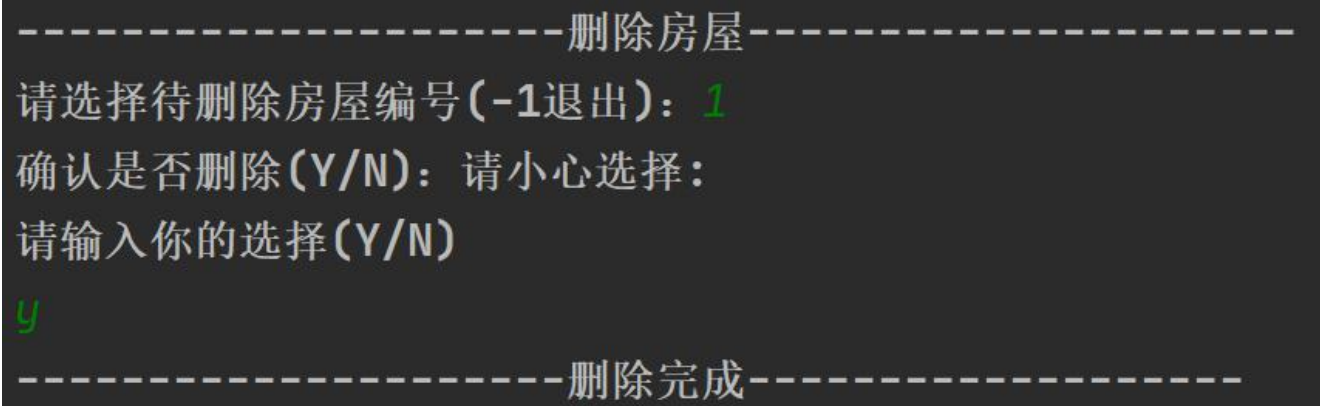 ---------------------删除房屋---------------------
请选择待删除房屋编号(-1退出)：1
确认是否删除(Y/N)：请小心选择:
请输入你的选择(Y/N)
y
---------------------删除完成-------------------